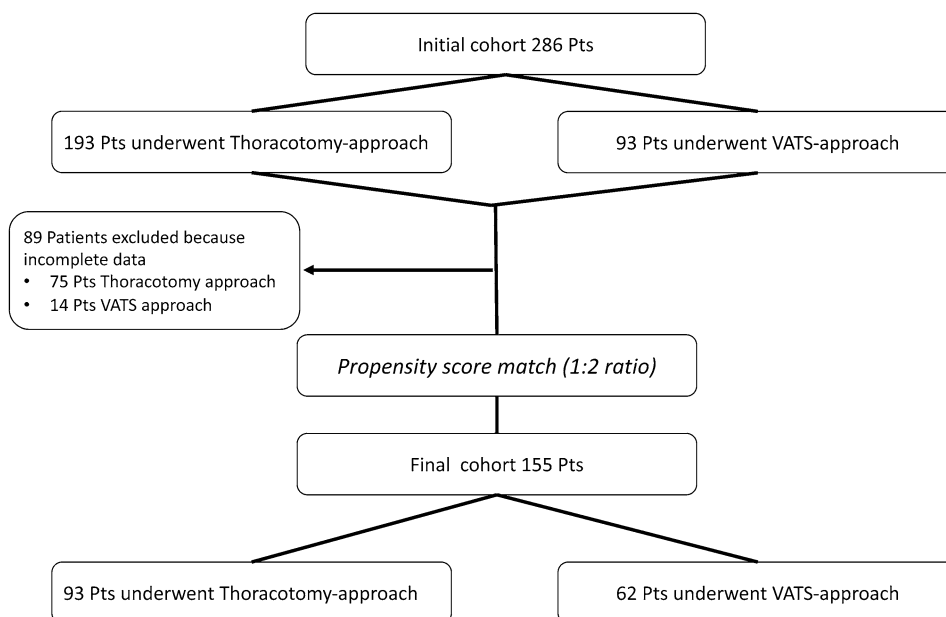 Initial cohort 286 Pts
193 Pts underwent Thoracotomy-approach
93 Pts underwent VATS-approach
89 Patients excluded because
incomplete data
• 75 Pts Thoracotomy approach
• 14 Pts VATS approach
Propensity score match (1:2 ratio)
Final cohort 155 Pts
93 Pts underwent Thoracotomy-approach
62 Pts underwent VATS-approach